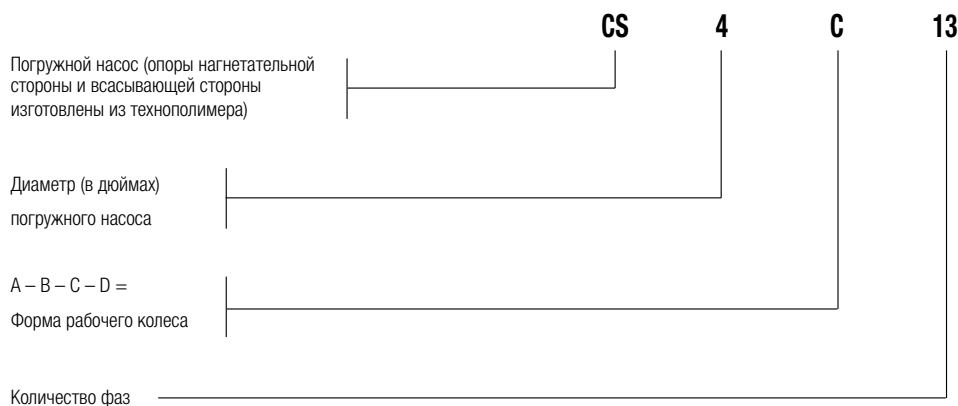 CS 4 C 13
Погружной насос (опоры нагнетательной
стороны и всасывающей стороны
изготовлены из технополимера)
Диаметр (в дюймах)
погружного насоса
A – B – C – D =
Форма рабочего колеса
Количество фаз